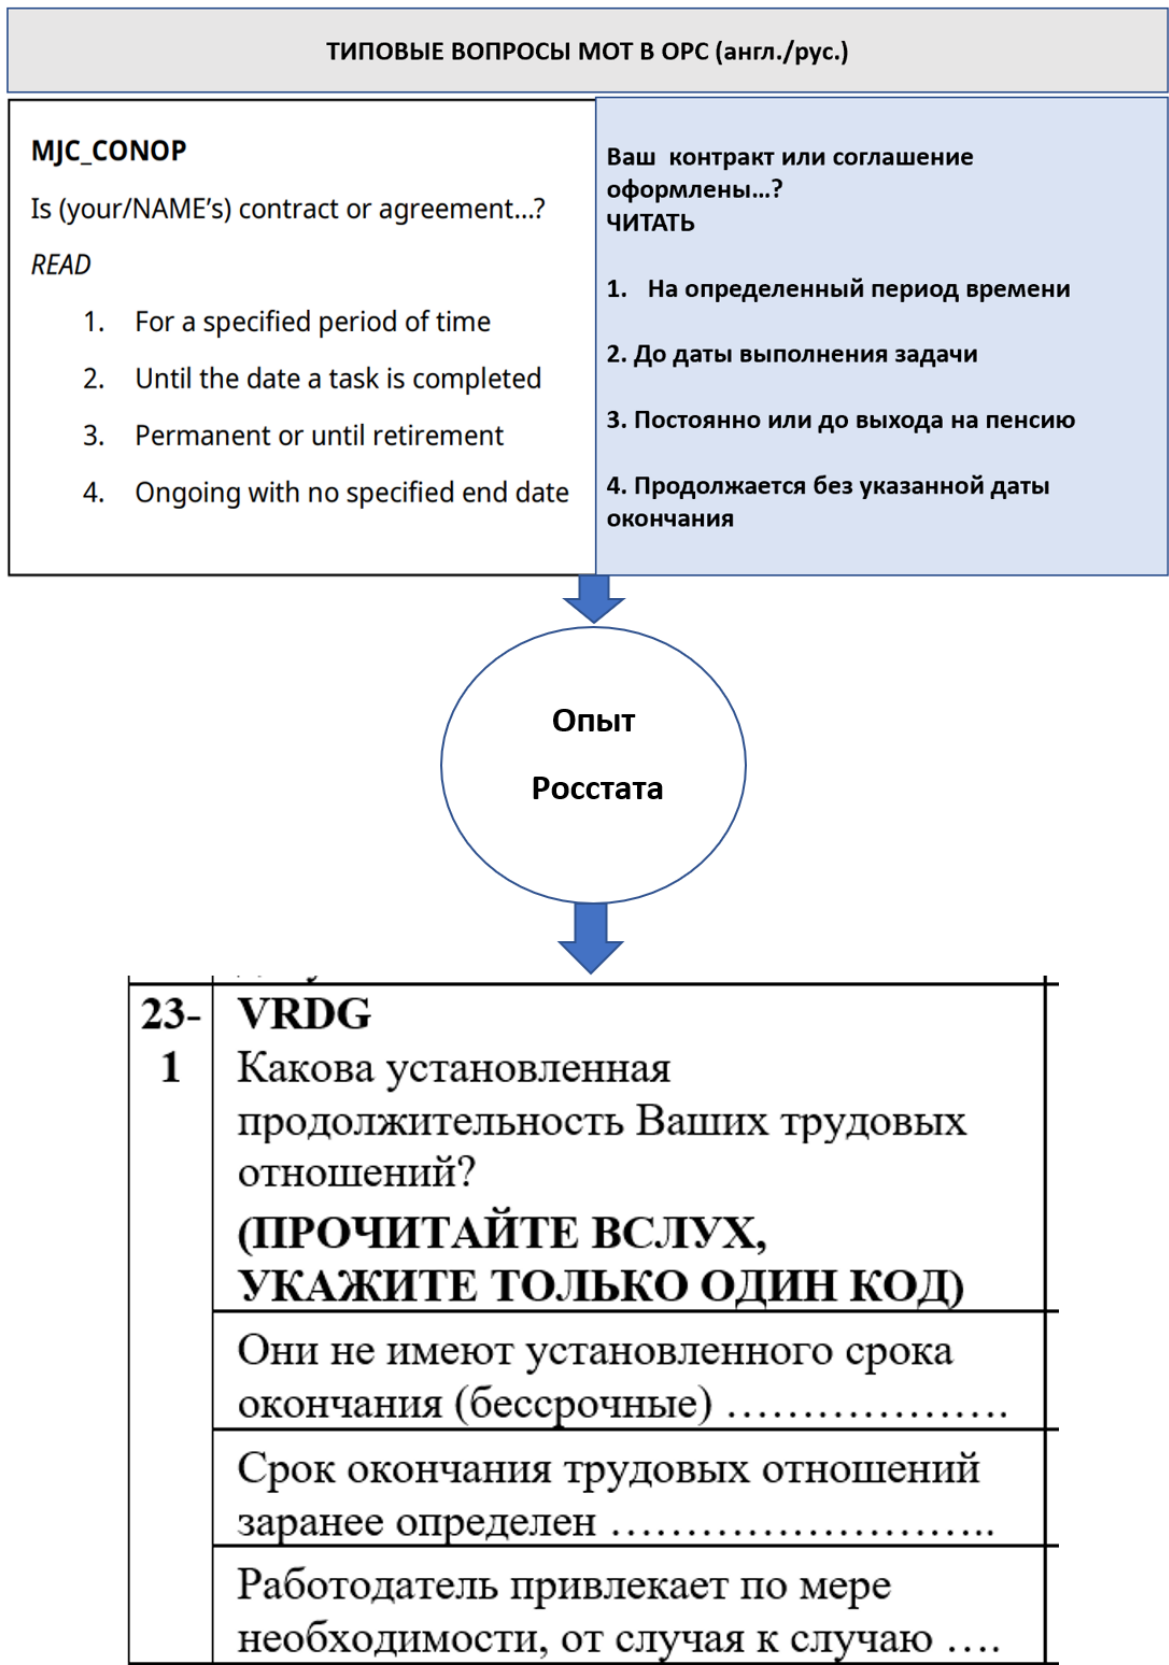 ТИПОВЫЕ ВОПРОСЫ МОТ В ОРС (англ./рус.)
MJC_CONOP
Is (your/NAME's) contract or agreement...?
READ
1. For a specified period of time
2. Until the date a task is completed
3. Permanent or until retirement
4. Ongoing with no specified end date
Ваш контракт или соглашение
оформлены...?
ЧИТАТЬ
1. На определенный период времени
2. До даты выполнения задачи
3. Постоянно или до выхода на пенсию
4. Продолжается без указанной даты
окончания
Опыт
Росстата
23-
1
VRDG
Какова установленная
продолжительность Ваших трудовых
отношений?
(ПРОЧИТАЙТЕ ВСЛУХ,
УКАЖИТЕ ТОЛЬКО ОДИН КОД)
Они не имеют установленного срока
окончания (бессрочные) ...................
Срок окончания трудовых отношений
заранее определен ..........................
Работодатель привлекает по мере
необходимости, от случая к случаю ....